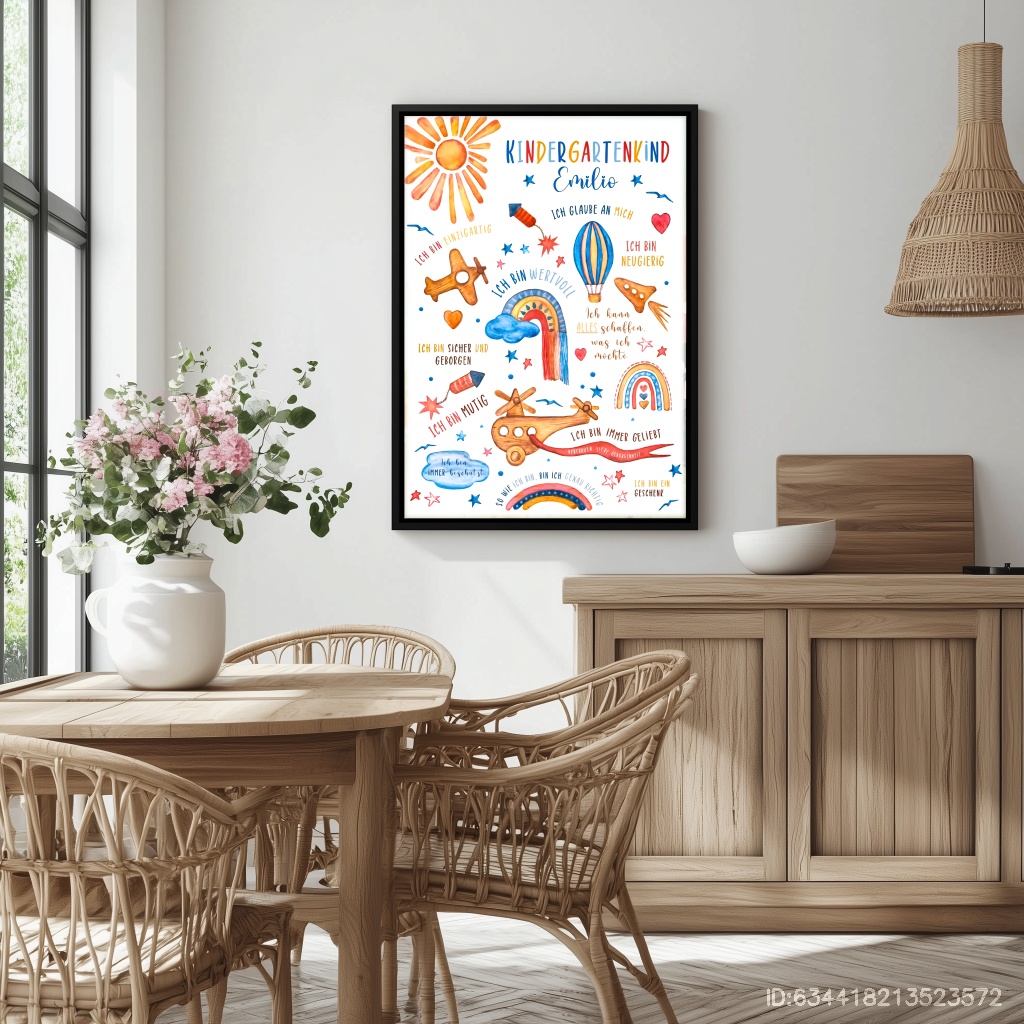 KINDERGARTENKIND
Emilio
ICH GLAUBE AN MICH
ICH BIN EINZIGARTIG
ICH BIN
NEUGIERIG
ICH BIN WERTVOLL
Ich kann
ALLES schaffen,
was ich
möchte
ICH BIN SICHER UND
GEBORGEN
ICH BIN MUTIG
ICH BIN IMMER GELIEBT
Ich bin
IMMER beschützt
SO WIE ICH BIN, BIN ICH GENAU RICHTIG
ICH BIN EIN
GESCHENK
ID:634418213523572